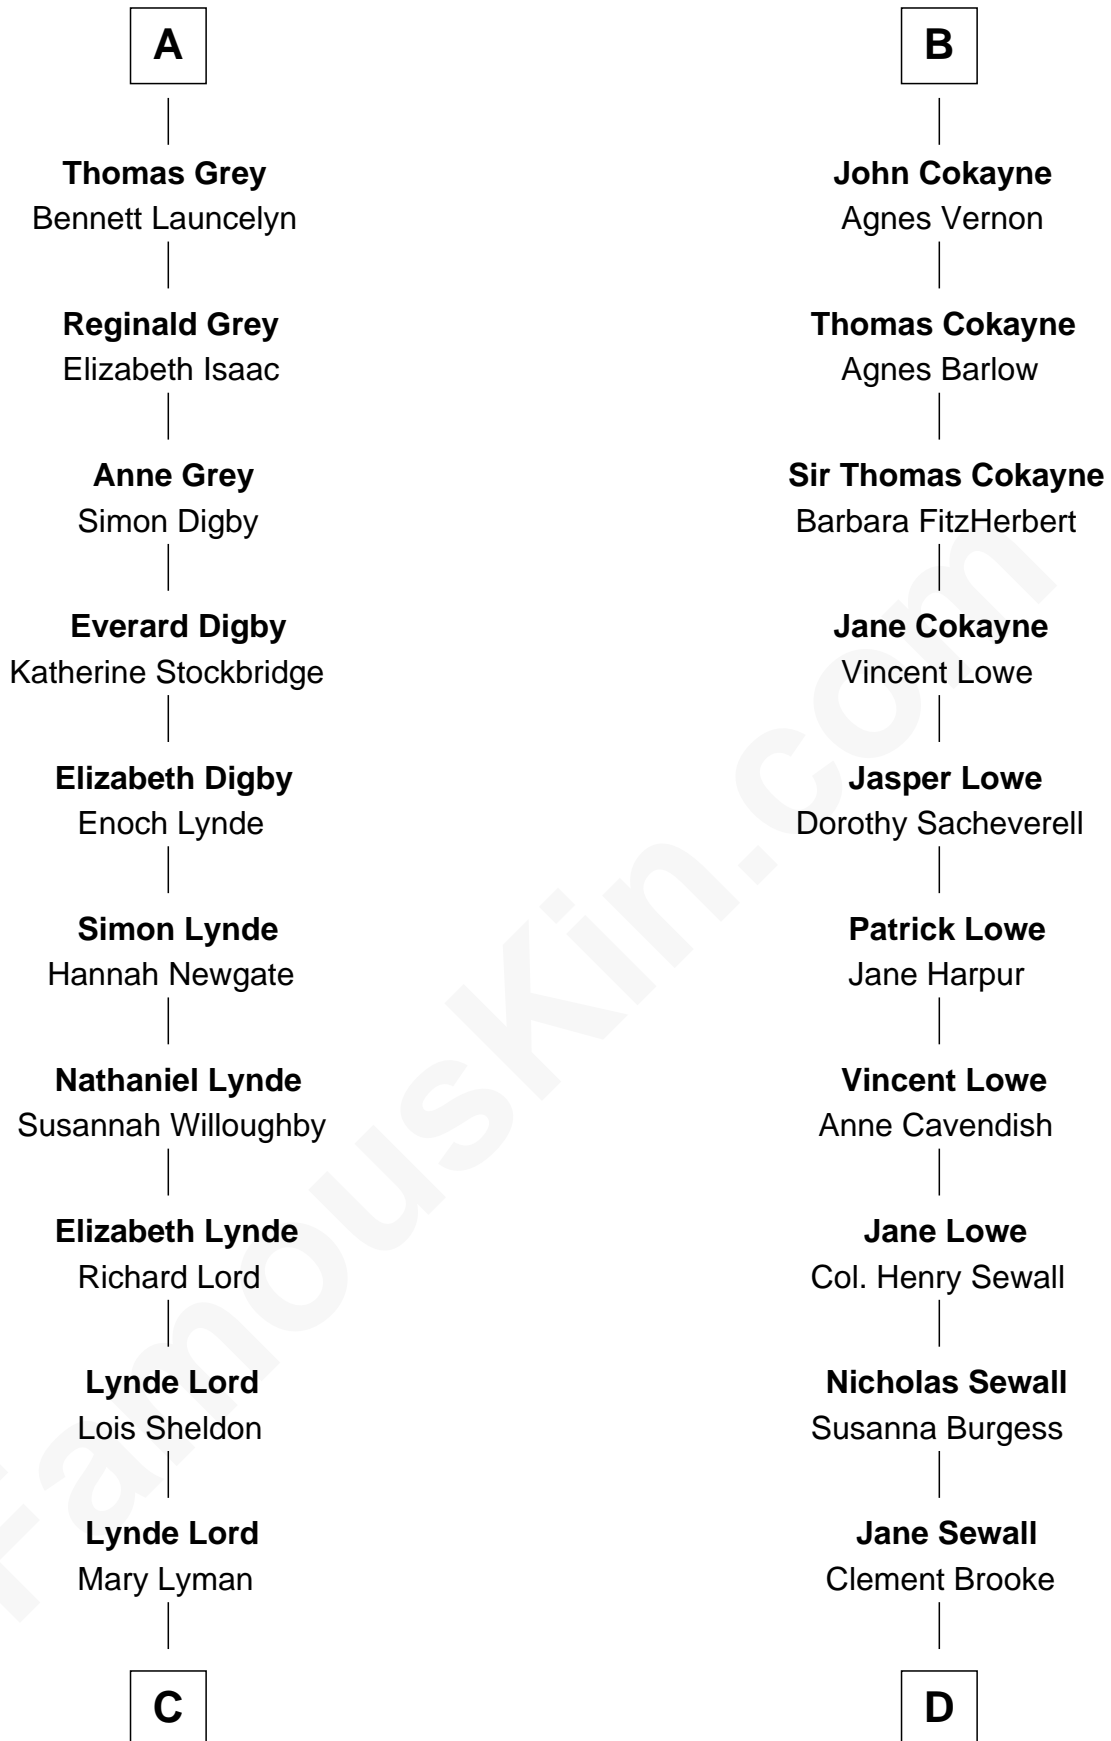 A
Thomas Grey
Bennett Launcelyn
Reginald Grey
Elizabeth Isaac
Anne Grey
Simon Digby
Everard Digby
Katherine Stockbridge
Elizabeth Digby
Enoch Lynde
Simon Lynde
Hannah Newgate
Nathaniel Lynde
Susannah Willoughby
Elizabeth Lynde
Richard Lord
Lynde Lord
Lois Sheldon
Lynde Lord
Mary Lyman
C
B
John Cokayne
Agnes Vernon
Thomas Cokayne
Agnes Barlow
Sir Thomas Cokayne
Barbara FitzHerbert
Jane Cokayne
Vincent Lowe
Jasper Lowe
Dorothy Sacheverell
Patrick Lowe
Jane Harpur
Vincent Lowe
Anne Cavendish
Jane Lowe
Col. Henry Sewall
Nicholas Sewall
Susanna Burgess
Jane Sewall
Clement Brooke
D
FamousKin.com